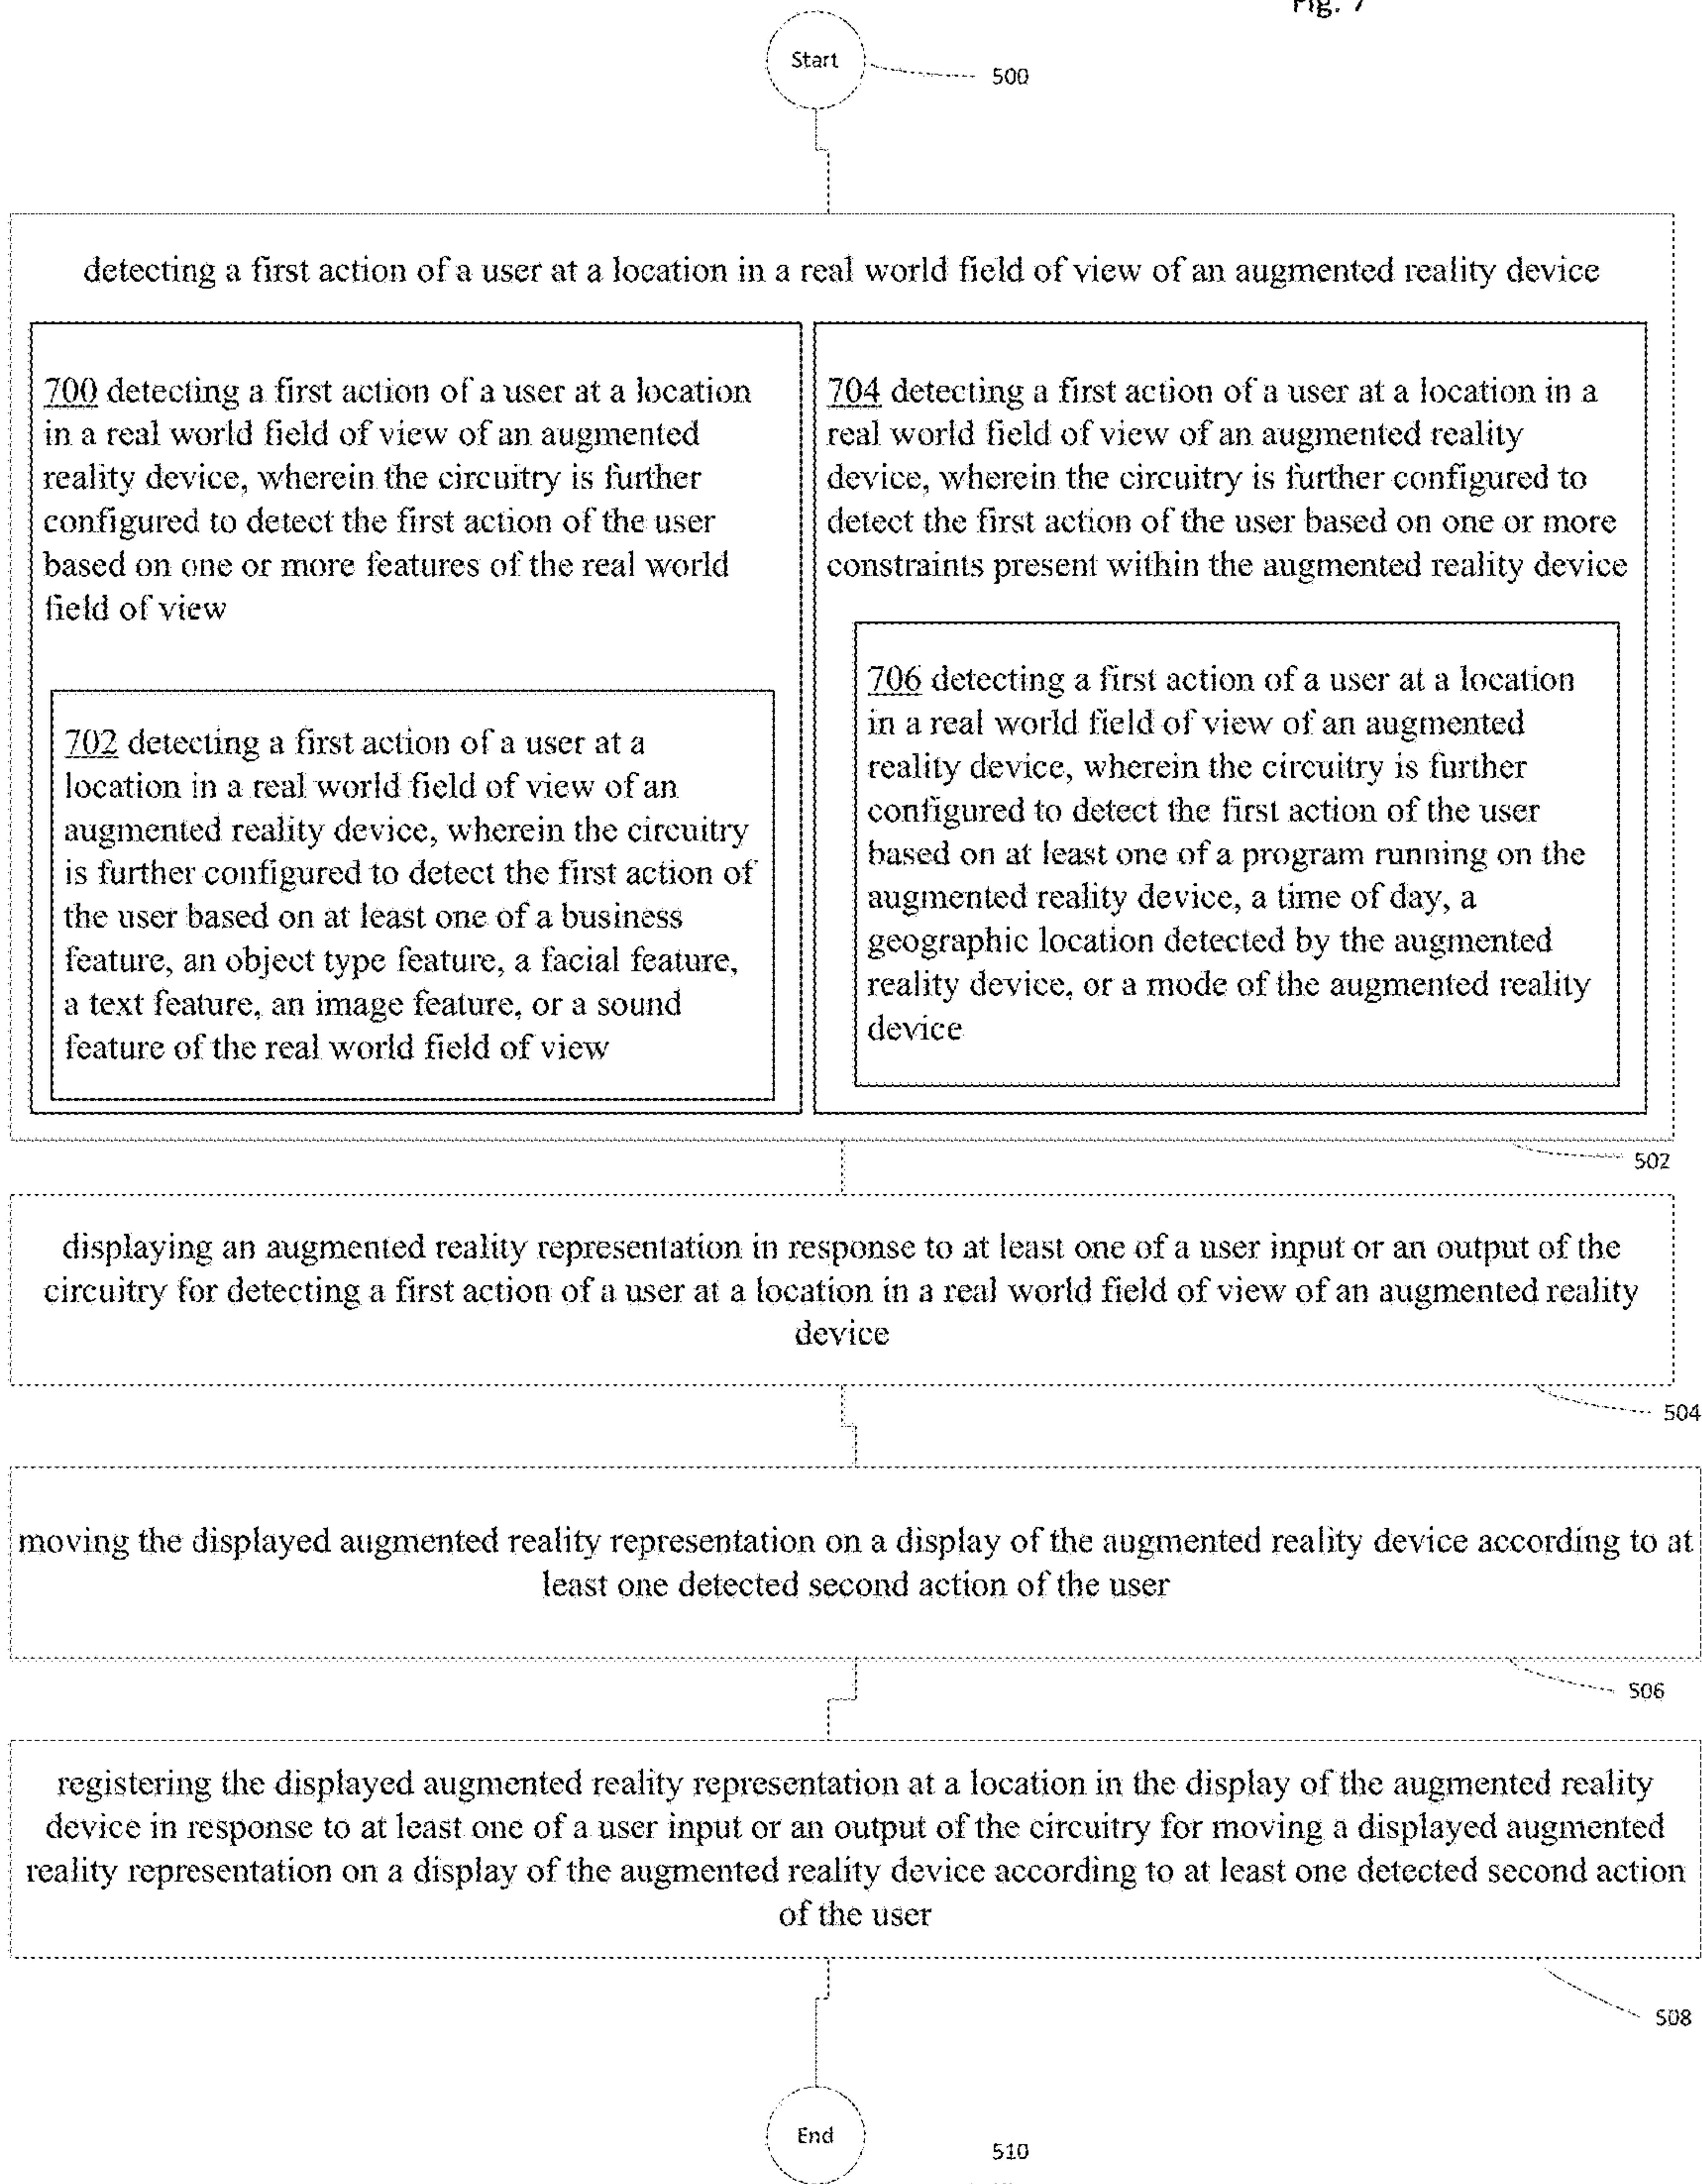 Fig. 7
Start
500
detecting a first action of a user at a location in a real world field of view of an augmented reality device
700 detecting a first action of a user at a location
in a real world field of view of an augmented
reality device, wherein the circuitry is further
configured to detect the first action of the user
based on one or more features of the real world
field of view
702 detecting a first action of a user at a
location in a real world field of view of an
augmented reality device, wherein the circuitry
is further configured to detect the first action of
the user based on at least one of a business
feature, an object type feature, a facial feature,
a text feature, an image feature, or a sound
feature of the real world field of view
704 detecting a first action of a user at a location in a
real world field of view of an augmented reality
device, wherein the circuitry is further configured to
detect the first action of the user based on one or more
constraints present within the augmented reality device
706 detecting a first action of a user at a location
in a real world field of view of an augmented
reality device, wherein the circuitry is further
configured to detect the first action of the user
based on at least one of a program running on the
augmented reality device, a time of day, a
geographic location detected by the augmented
reality device, or a mode of the augmented reality
device
502
displaying an augmented reality representation in response to at least one of a user input or an output of the
circuitry for detecting a first action of a user at a location in a real world field of view of an augmented reality
device
504
moving the displayed augmented reality representation on a display of the augmented reality device according to at
least one detected second action of the user
506
registering the displayed augmented reality representation at a location in the display of the augmented reality
device in response to at least one of a user input or an output of the circuitry for moving a displayed augmented
reality representation on a display of the augmented reality device according to at least one detected second action
of the user
508
End
510